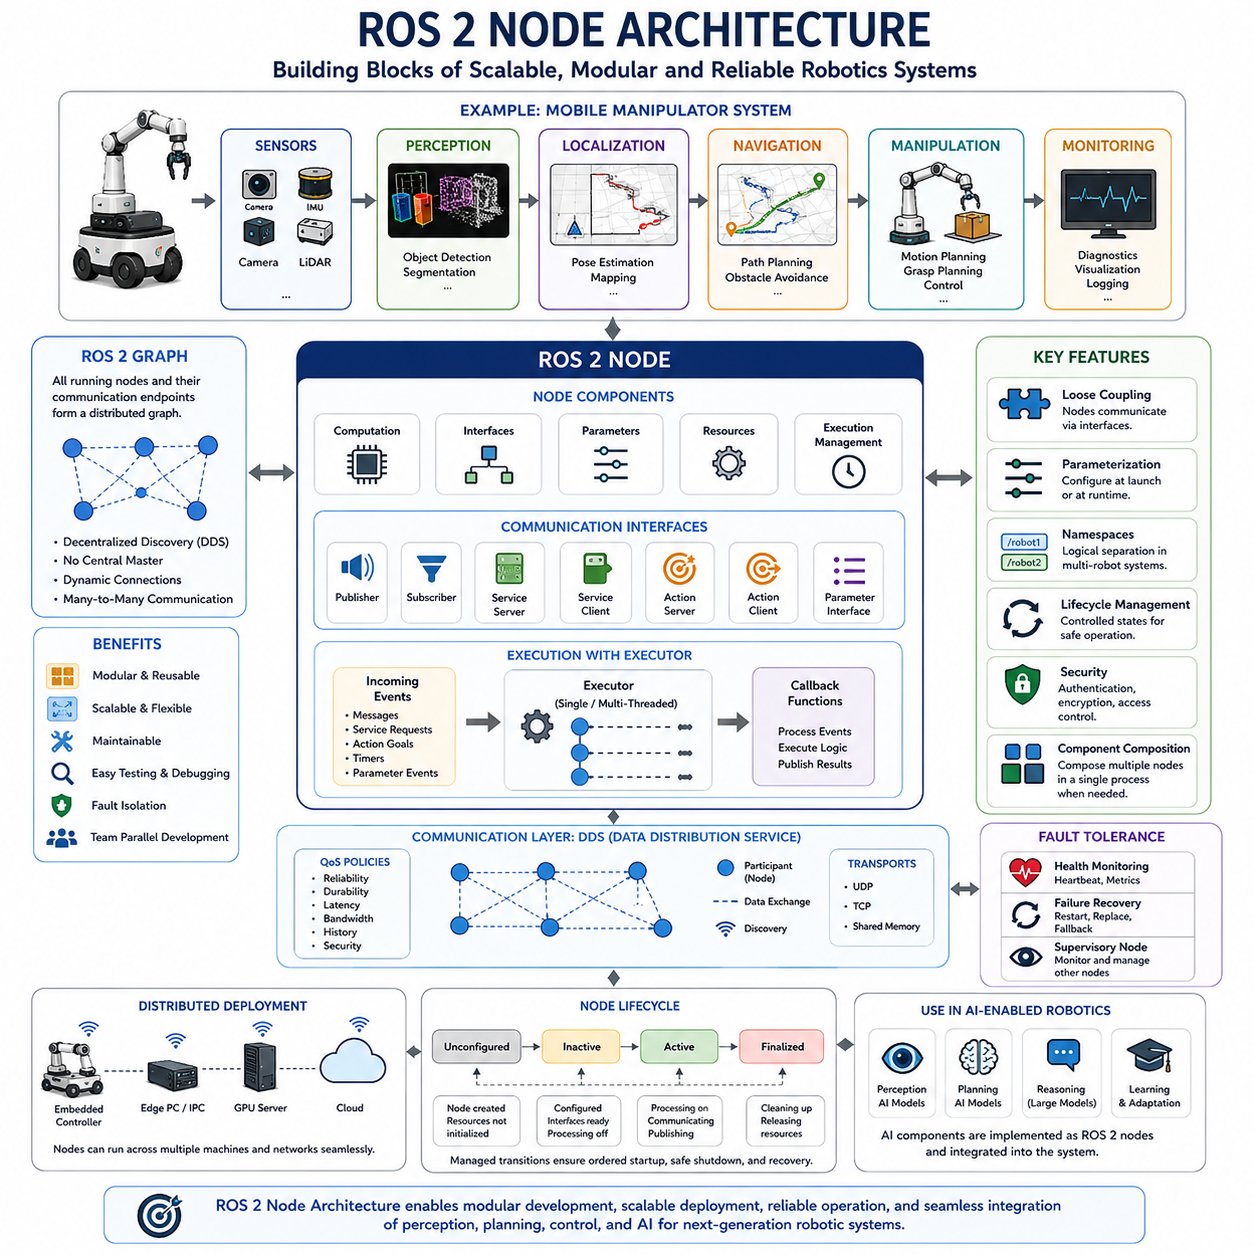 ROS 2 NODE ARCHITECTURE
Building Blocks of Scalable, Modular and Reliable Robotics Systems
EXAMPLE: MOBILE MANIPULATOR SYSTEM
SENSORS
Camera
IMU
Camera
LiDAR
...
PERCEPTION
Object Detection
Segmentation
...
LOCALIZATION
Pose Estimation
Mapping
...
NAVIGATION
Path Planning
Obstacle Avoidance
...
MANIPULATION
Motion Planning
Grasp Planning
Control
...
MONITORING
Diagnostics
Visualization
Logging
...
ROS 2 GRAPH
All running nodes and their
communication endpoints
form a distributed graph.
• Decentralized Discovery (DDS)
• No Central Master
• Dynamic Connections
• Many-to-Many Communication
BENEFITS
Modular & Reusable
Scalable & Flexible
Maintainable
Easy Testing & Debugging
Fault Isolation
Team Parallel Development
ROS 2 NODE
NODE COMPONENTS
Computation
Interfaces
Parameters
Resources
Execution
Management
COMMUNICATION INTERFACES
Publisher
Subscriber
Service
Server
Service
Client
Action
Server
Action
Client
Parameter
Interface
EXECUTION WITH EXECUTOR
Incoming
Events
• Messages
• Service Requests
• Action Goals
• Timers
• Parameter Events
Executor
(Single / Multi-Threaded)
Callback
Functions
Process Events
Execute Logic
Publish Results
KEY FEATURES
Loose Coupling
Nodes communicate
via interfaces.
Parameterization
Configure at launch
or at runtime.
/robot1
/robot2
Namespaces
Logical separation in
multi-robot systems.
Lifecycle Management
Controlled states for
safe operation.
Security
Authentication,
encryption, access
control.
Component Composition
Compose multiple nodes
in a single process
when needed.
COMMUNICATION LAYER: DDS (DATA DISTRIBUTION SERVICE)
QoS POLICIES
• Reliability
• Durability
• Latency
• Bandwidth
• History
• Security
Participant
(Node)
Data Exchange
Discovery
TRANSPORTS
• UDP
• TCP
• Shared Memory
FAULT TOLERANCE
Health Monitoring
Heartbeat, Metrics
Failure Recovery
Restart, Replace,
Fallback
Supervisory Node
Monitor and manage
other nodes
DISTRIBUTED DEPLOYMENT
Embedded
Controller
Edge PC / IPC
GPU Server
Cloud
Nodes can run across multiple machines and networks seamlessly.
NODE LIFECYCLE
Unconfigured
Inactive
Active
Finalized
Node created
Resources not
initialized
Configured
Interfaces ready
Processing off
Processing on
Communicating
Publishing
Cleaning up
Releasing
resources
Managed transitions ensure ordered startup, safe shutdown, and recovery.
USE IN AI-ENABLED ROBOTICS
Perception
AI Models
Planning
AI Models
Reasoning
(Large Models)
Learning
& Adaptation
AI components are implemented as ROS 2 nodes
and integrated into the system.
ROS 2 Node Architecture enables modular development, scalable deployment, reliable operation, and seamless integration
of perception, planning, control, and AI for next-generation robotic systems.